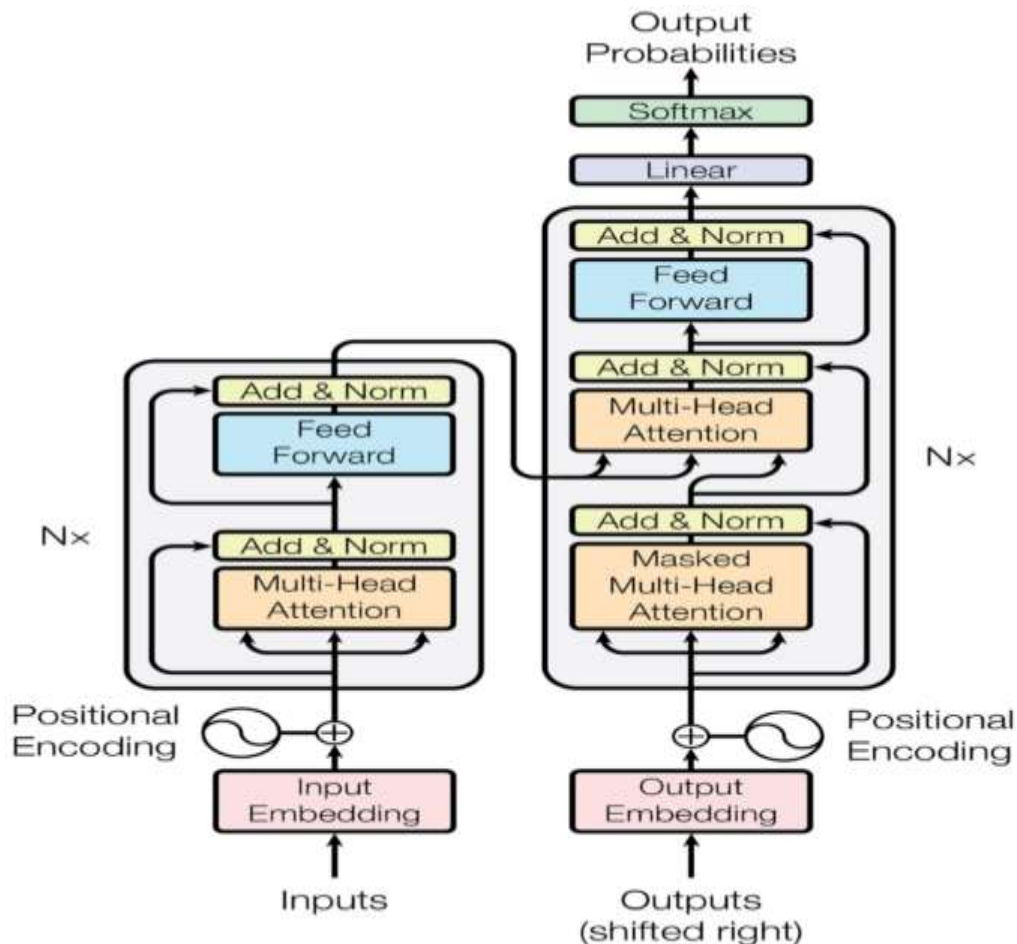 Output
Probabilities
Softmax
Linear
Add & Norm
Feed
Forward
Add & Norm
Multi-Head
Attention
Nx
Add & Norm
Masked
Multi-Head
Attention
Add & Norm
Feed
Forward
Nx
Add & Norm
Multi-Head
Attention
Positional
Encoding
Positional
Encoding
Input
Embedding
Output
Embedding
Inputs
Outputs
(shifted right)